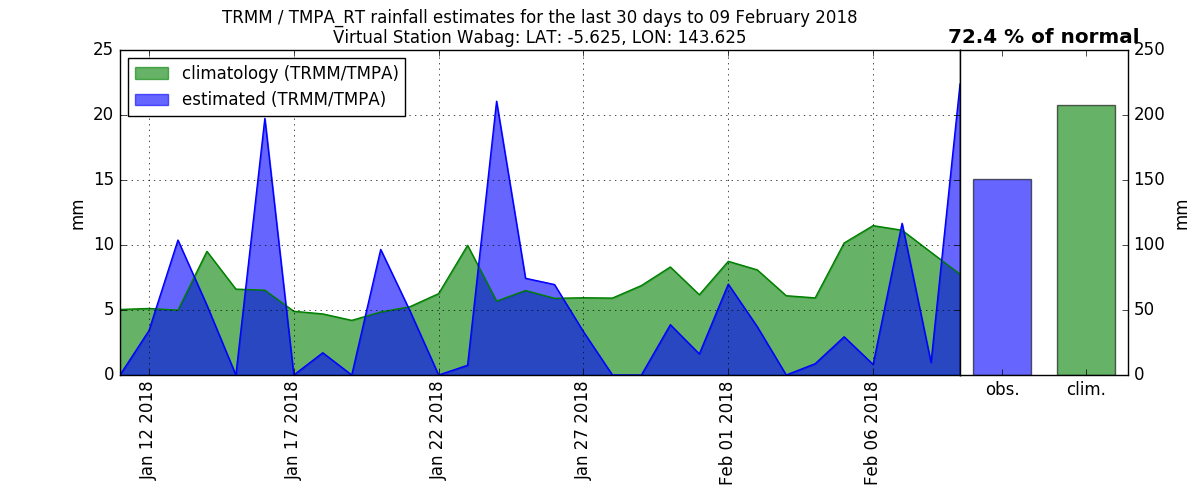 TRMM / TMPA_RT rainfall estimates for the last 30 days to 09 February 2018
Virtual Station Wabag: LAT: -5.625, LON: 143.625
72.4 % of normal
climatology (TRMM/TMPA)
estimated (TRMM/TMPA)
25
20
15
10
5
0
mm
Jan 12 2018
Jan 17 2018
Jan 22 2018
Jan 27 2018
Feb 01 2018
Feb 06 2018
obs.
clim.
250
200
150
100
50
0
mm